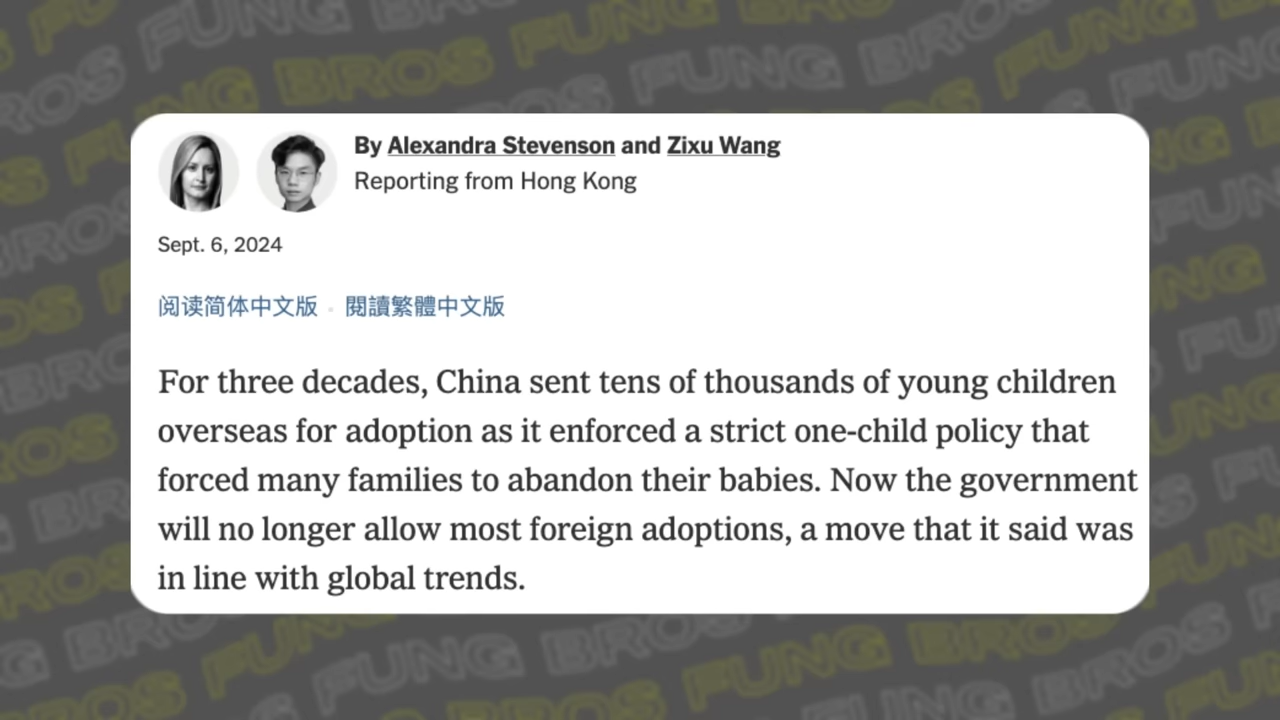 By Alexandra Stevenson and Zixu Wang
Reporting from Hong Kong
Sept. 6, 2024
阅读简体中文版 · 閱讀繁體中文版
For three decades, China sent tens of thousands of young children
overseas for adoption as it enforced a strict one-child policy that
forced many families to abandon their babies. Now the government
will no longer allow most foreign adoptions, a move that it said was
in line with global trends.
FUNG BROS